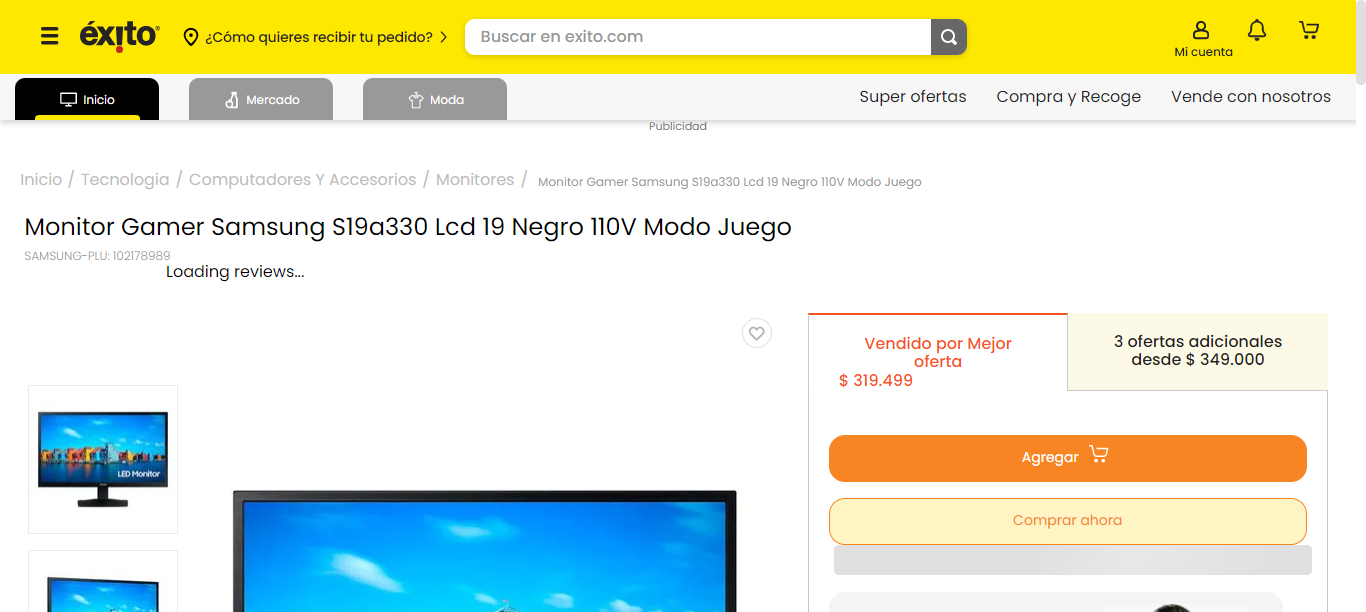 éxito
¿Cómo quieres recibir tu pedido?
Buscar en exito.com
Mi cuenta
Inicio
Mercado
Moda
Super ofertas
Compra y Recoge
Vende con nosotros
Publicidad
Inicio / Tecnologia / Computadores Y Accesorios / Monitores / Monitor Gamer Samsung S19a330 Lcd 19 Negro 110V Modo Juego
Monitor Gamer Samsung S19a330 Lcd 19 Negro 110V Modo Juego
SAMSUNG-PLU: 102178989
Loading reviews...
Vendido por Mejor
oferta
$ 319.499
3 ofertas adicionales
desde $ 349.000
LED Monitor
Agregar
Comprar ahora